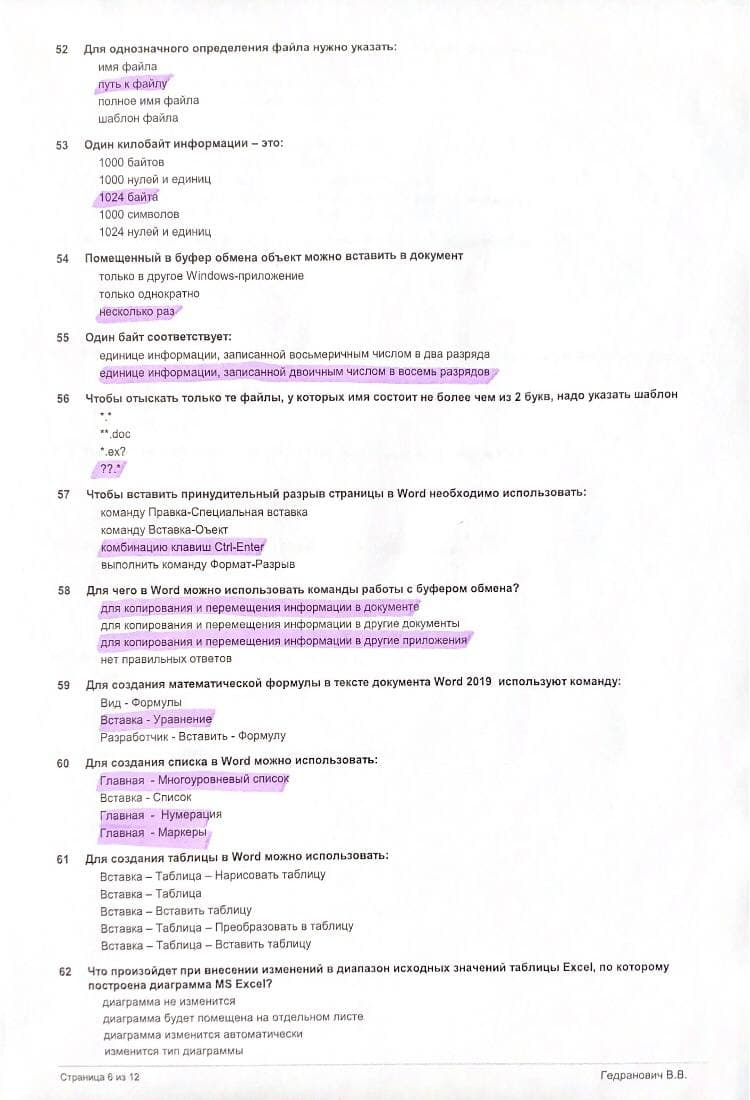 52 Для однозначного определения файла нужно указать:
имя файла
путь к файлу
полное имя файла
шаблон файла
53 Один килобайт информации – это:
1000 байтов
1000 нулей и единиц
1024 байта
1000 символов
1024 нулей и единиц
54 Помещенный в буфер обмена объект можно вставить в документ
только в другое Windows-приложение
только однократно
несколько раз
55 Один байт соответствует:
единице информации, записанной восьмеричным числом в два разряда
единице информации, записанной двоичным числом в восемь разрядов
56 Чтобы отыскать только те файлы, у которых имя состоит не более чем из 2 букв, надо указать шаблон
*.*
**.doc
*.ex?
??.*
57 Чтобы вставить принудительный разрыв страницы в Word необходимо использовать:
команду Правка-Специальная вставка
команду Вставка-Оъект
комбинацию клавиш Ctrl-Enter
выполнить команду Формат-Разрыв
58 Для чего в Word можно использовать команды работы с буфером обмена?
для копирования и перемещения информации в документе
для копирования и перемещения информации в другие документы
для копирования и перемещения информации в другие приложения
нет правильных ответов
59 Для создания математической формулы в тексте документа Word 2019 используют команду:
Вид - Формулы
Вставка - Уравнение
Разработчик - Вставить - Формулу
60 Для создания списка в Word можно использовать:
Главная - Многоуровневый список
Вставка - Список
Главная - Нумерация
Главная - Маркеры
61 Для создания таблицы в Word можно использовать:
Вставка – Таблица – Нарисовать таблицу
Вставка – Таблица
Вставка – Вставить таблицу
Вставка – Таблица – Преобразовать в таблицу
Вставка – Таблица – Вставить таблицу
62 Что произойдет при внесении изменений в диапазон исходных значений таблицы Excel, по которому
построена диаграмма MS Excel?
диаграмма не изменится
диаграмма будет помещена на отдельном листе
диаграмма изменится автоматически
изменится тип диаграммы
Страница 6 из 12 Гедранович В.В.